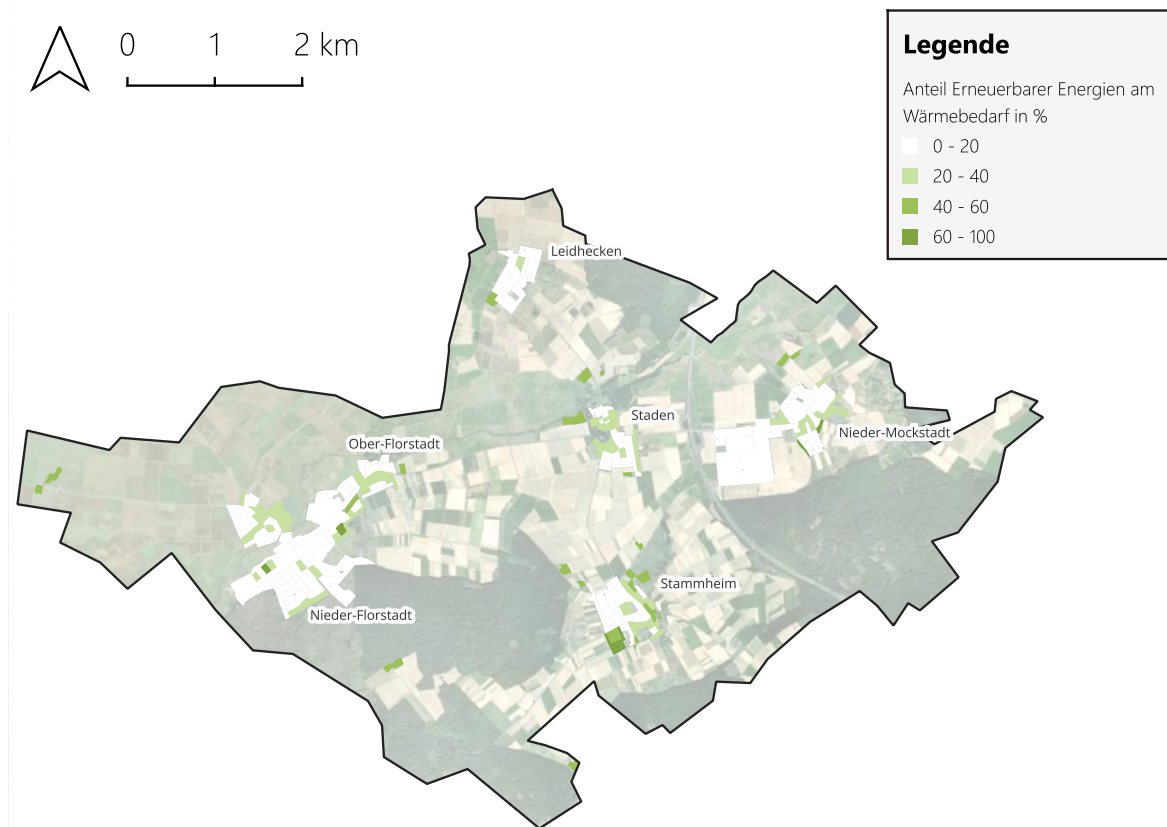 0 1 2 km
Legende
Anteil Erneuerbarer Energien am
Wärmebedarf in %
0 - 20
20 - 40
40 - 60
60 - 100
Leidhecken
Staden
Nieder-Mockstadt
Ober-Florstadt
Stammheim
Nieder-Florstadt